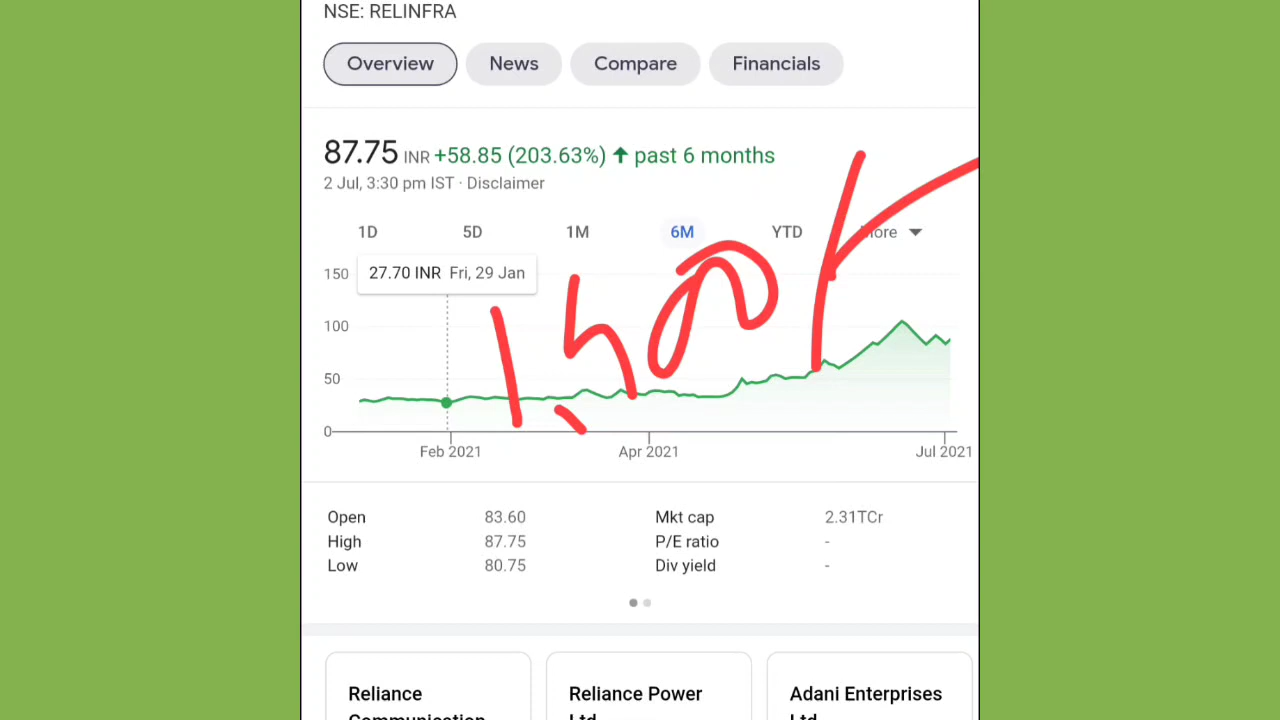 NSE: RELINFRA
Overview News Compare Financials
87.75 INR +58.85 (203.63%) ↑ past 6 months
2 Jul, 3:30 pm IST · Disclaimer
1D 5D 1M 6M YTD
27.70 INR Fri, 29 Jan
150
100
50
0
Feb 2021 Apr 2021 Jul 2021
Open 83.60 Mkt cap 2.31TCr
High 87.75 P/E ratio -
Low 80.75 Div yield -
Reliance Reliance Power Adani Enterprises
Communication Ltd Ltd